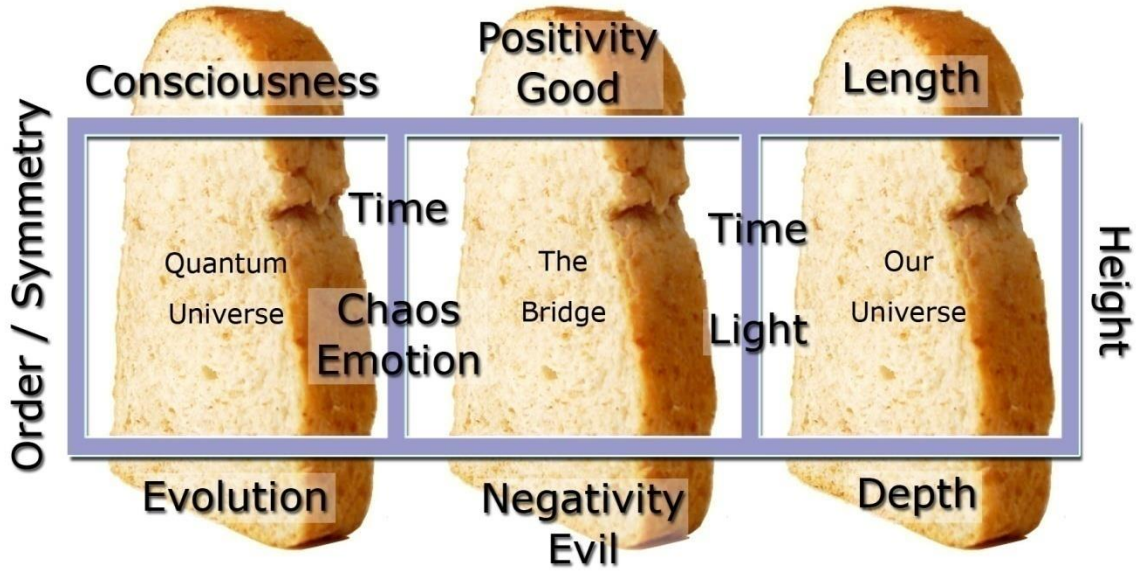 Consciousness
Positivity
Good
Length
Order / Symmetry
Time
Time
Height
Quantum
Universe
The
Bridge
Our
Universe
Chaos
Emotion
Light
Evolution
Negativity
Evil
Depth